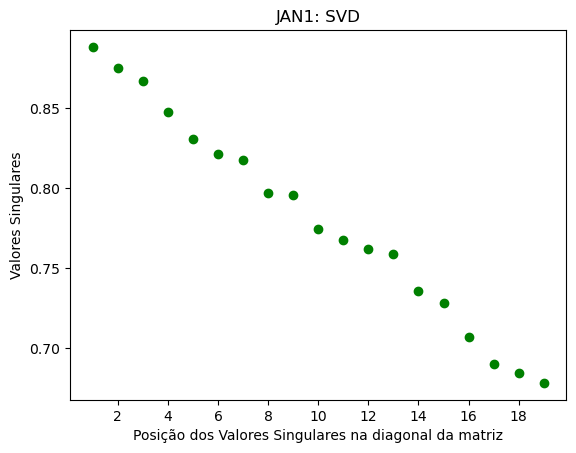 JAN1: SVD
Valores Singulares
0.85
0.80
0.75
0.70
2 4 6 8 10 12 14 16 18
Posição dos Valores Singulares na diagonal da matriz